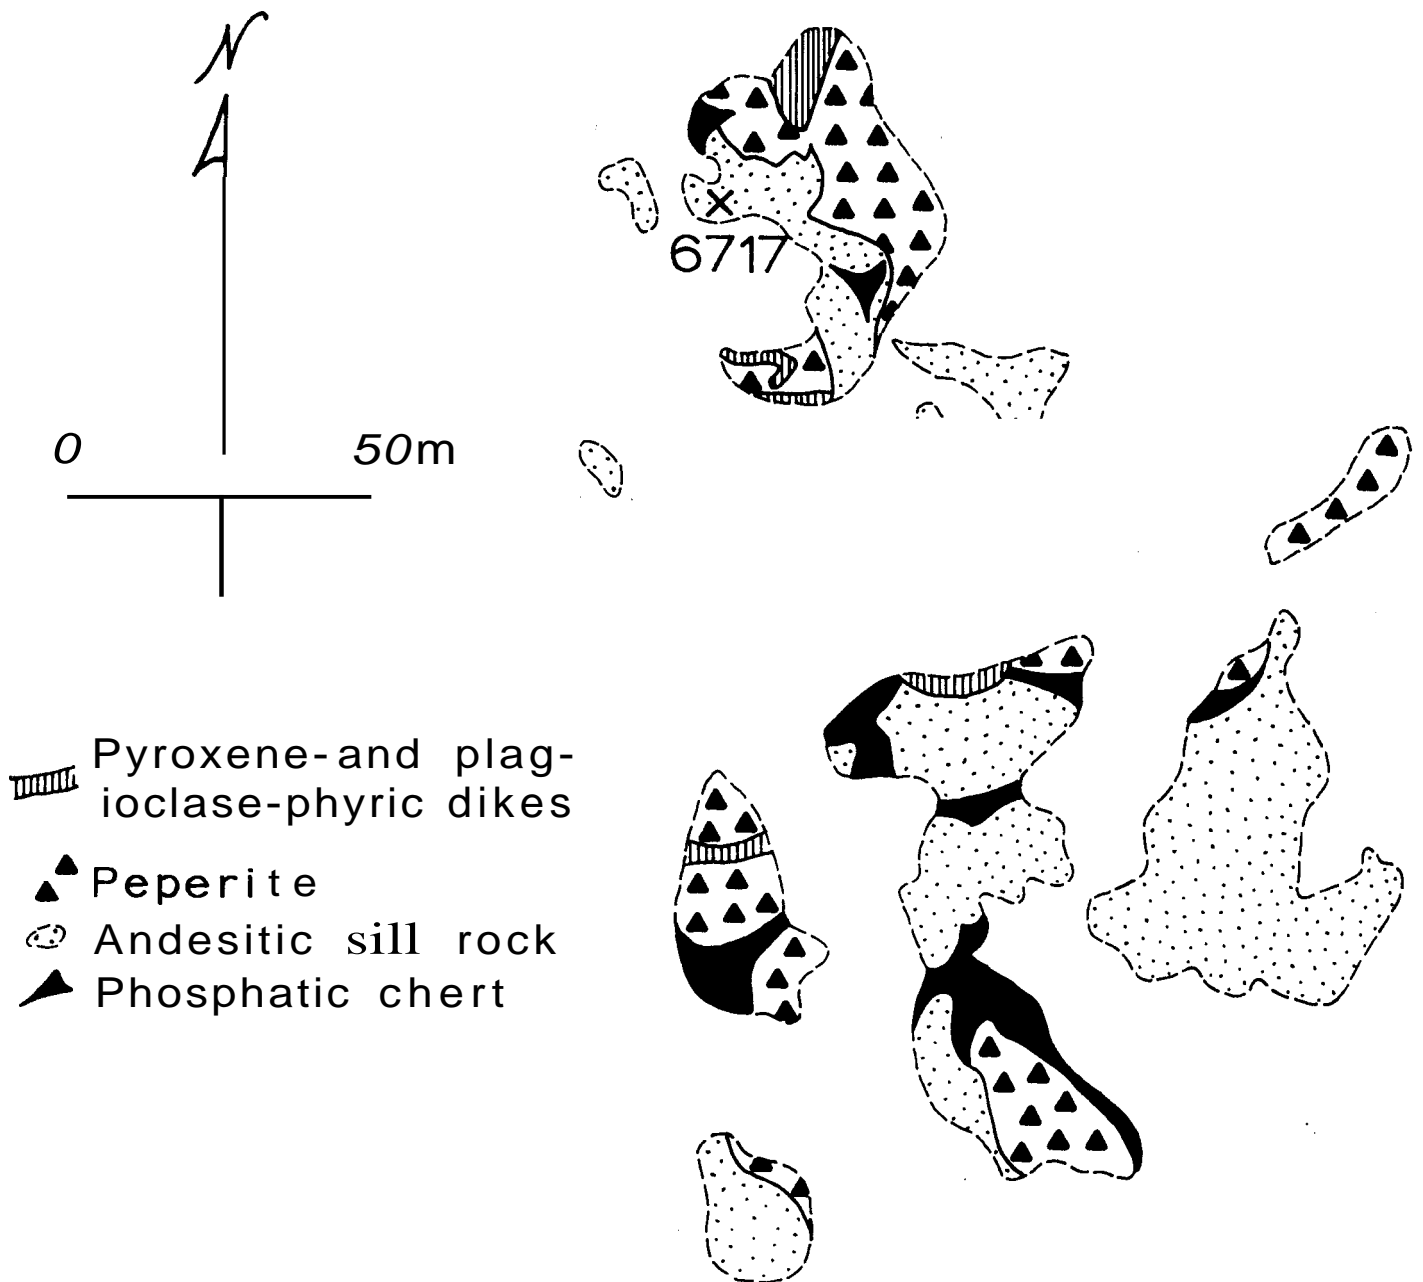 N
6717
0 50m
Pyroxene-and plag-
ioclase-phyric dikes
Peperite
Andesitic sill rock
Phosphatic chert